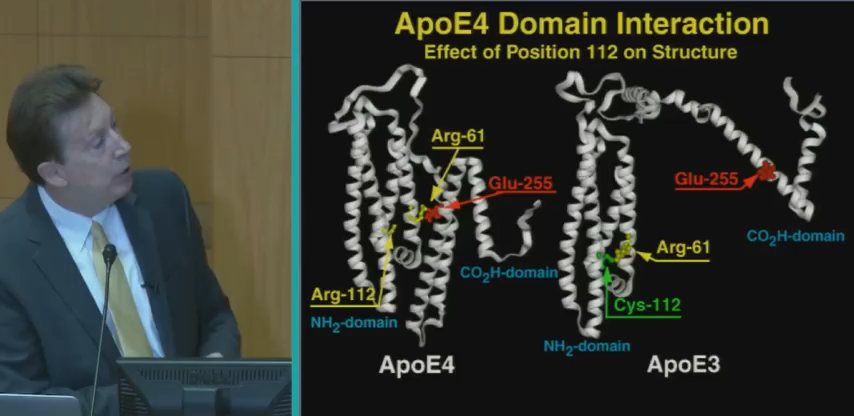 ApoE4 Domain Interaction
Effect of Position 112 on Structure
Arg-61
Glu-255
Arg-112
CO₂H-domain
NH₂-domain
ApoE4
Glu-255
CO₂H-domain
Arg-61
Cys-112
NH₂-domain
ApoE3